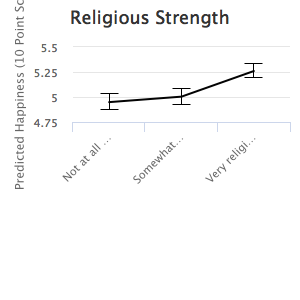 Religious Strength
Predicted Happiness (10 Point Sc
5.5
5.25
5
4.75
Not at all ...
Somewhat...
Very religi...